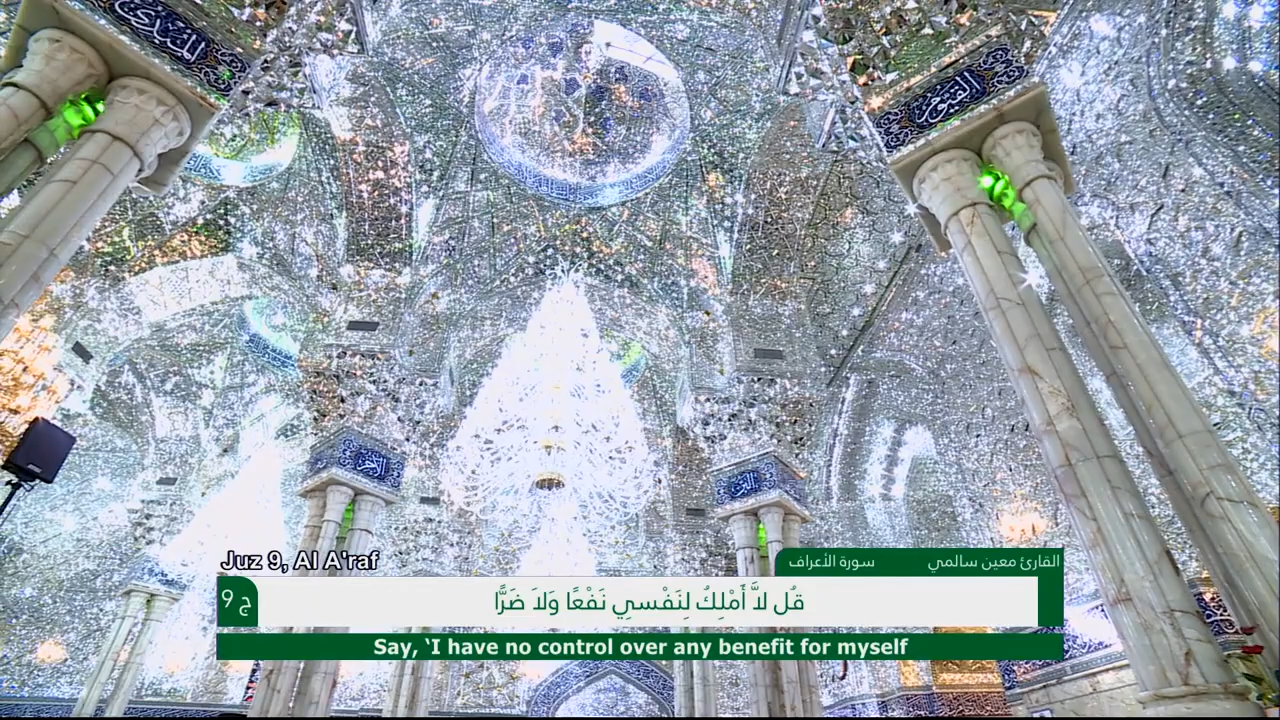 القيوم
Juz 9, Al A'raf
القارئ معين سالمي
سورة الأعراف
ج 9
قُل لاَّ أَمْلِكُ لِنَفْسِي نَفْعًا وَلاَ ضَرًّا
Say, ‘I have no control over any benefit for myself